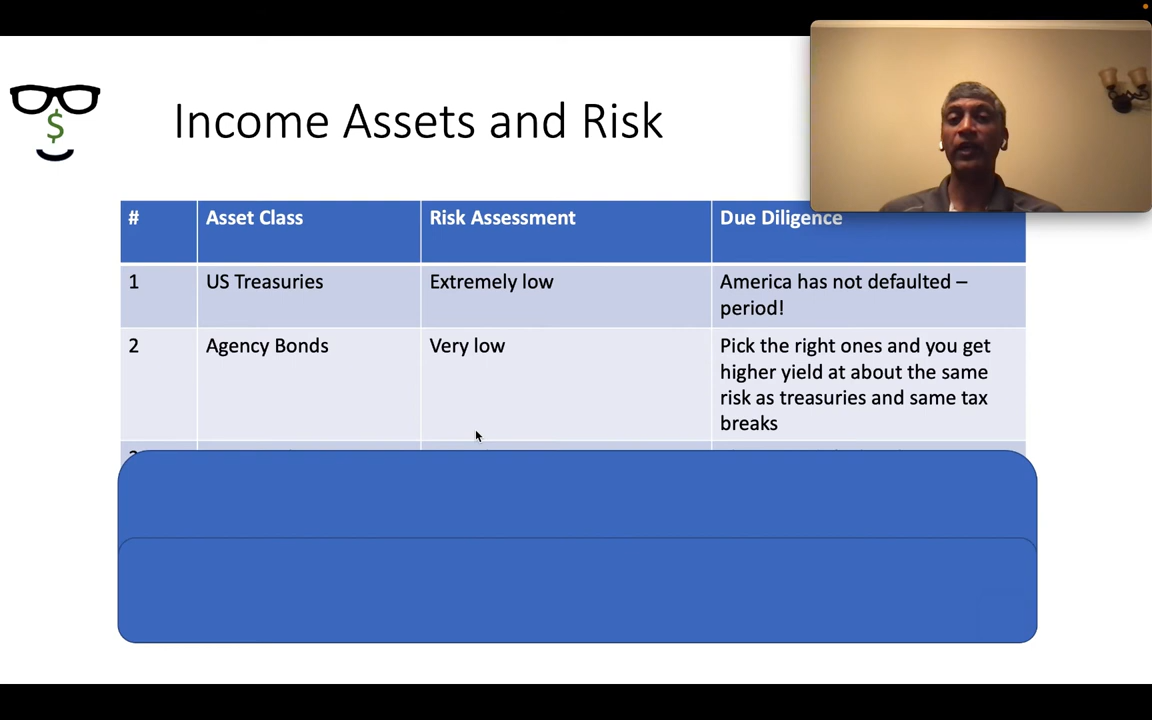 $
Income Assets and Risk
# Asset Class Risk Assessment Due Diligence
1 US Treasuries Extremely low America has not defaulted –
period!
2 Agency Bonds Very low Pick the right ones and you get
higher yield at about the same
risk as treasuries and same tax
breaks